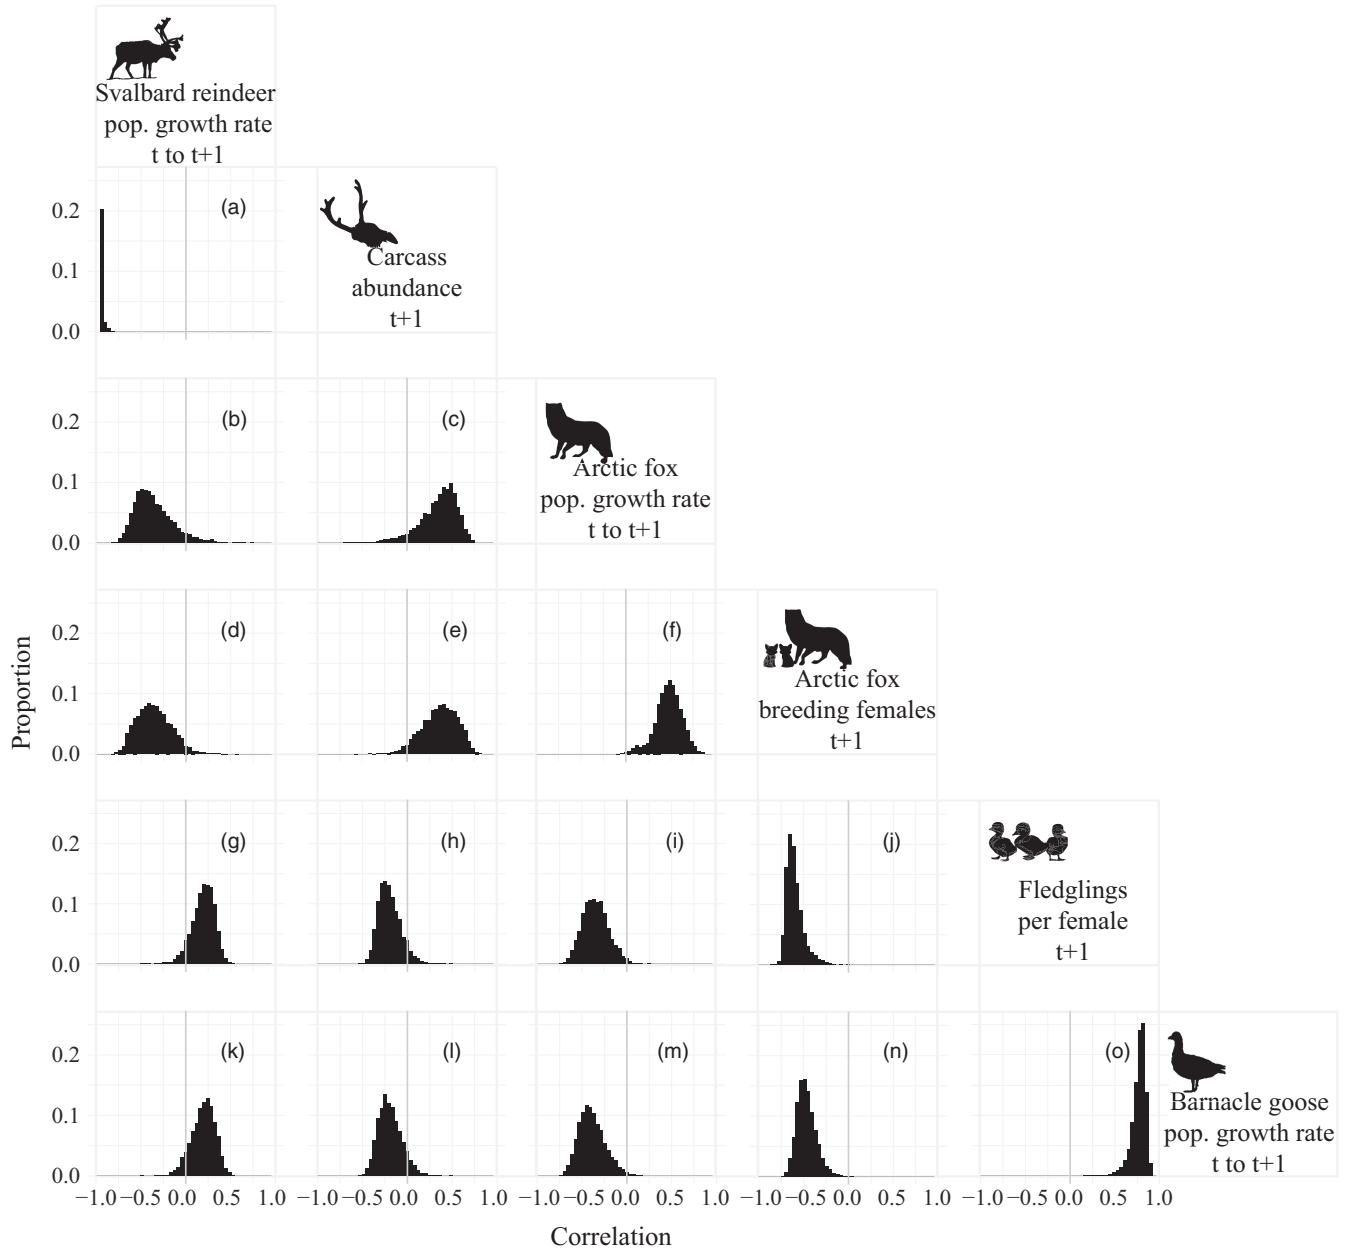 Svalbard reindeer
pop. growth rate
t to t+1
0.2
(a)
0.1
0.0
Carcass
abundance
t+1
0.2
(b)
(c)
0.1
0.0
Arctic fox
pop. growth rate
t to t+1
0.2
(d)
(e)
(f)
0.1
0.0
Arctic fox
breeding females
t+1
Proportion
0.2
(g)
(h)
(i)
(j)
0.1
0.0
Fledglings
per female
t+1
0.2
(k)
(l)
(m)
(n)
(o)
0.1
0.0
Barnacle goose
pop. growth rate
t to t+1
−1.0 −0.5 0.0 0.5 1.0 −1.0 −0.5 0.0 0.5 1.0 −1.0 −0.5 0.0 0.5 1.0 −1.0 −0.5 0.0 0.5 1.0 −1.0 −0.5 0.0 0.5 1.0
Correlation